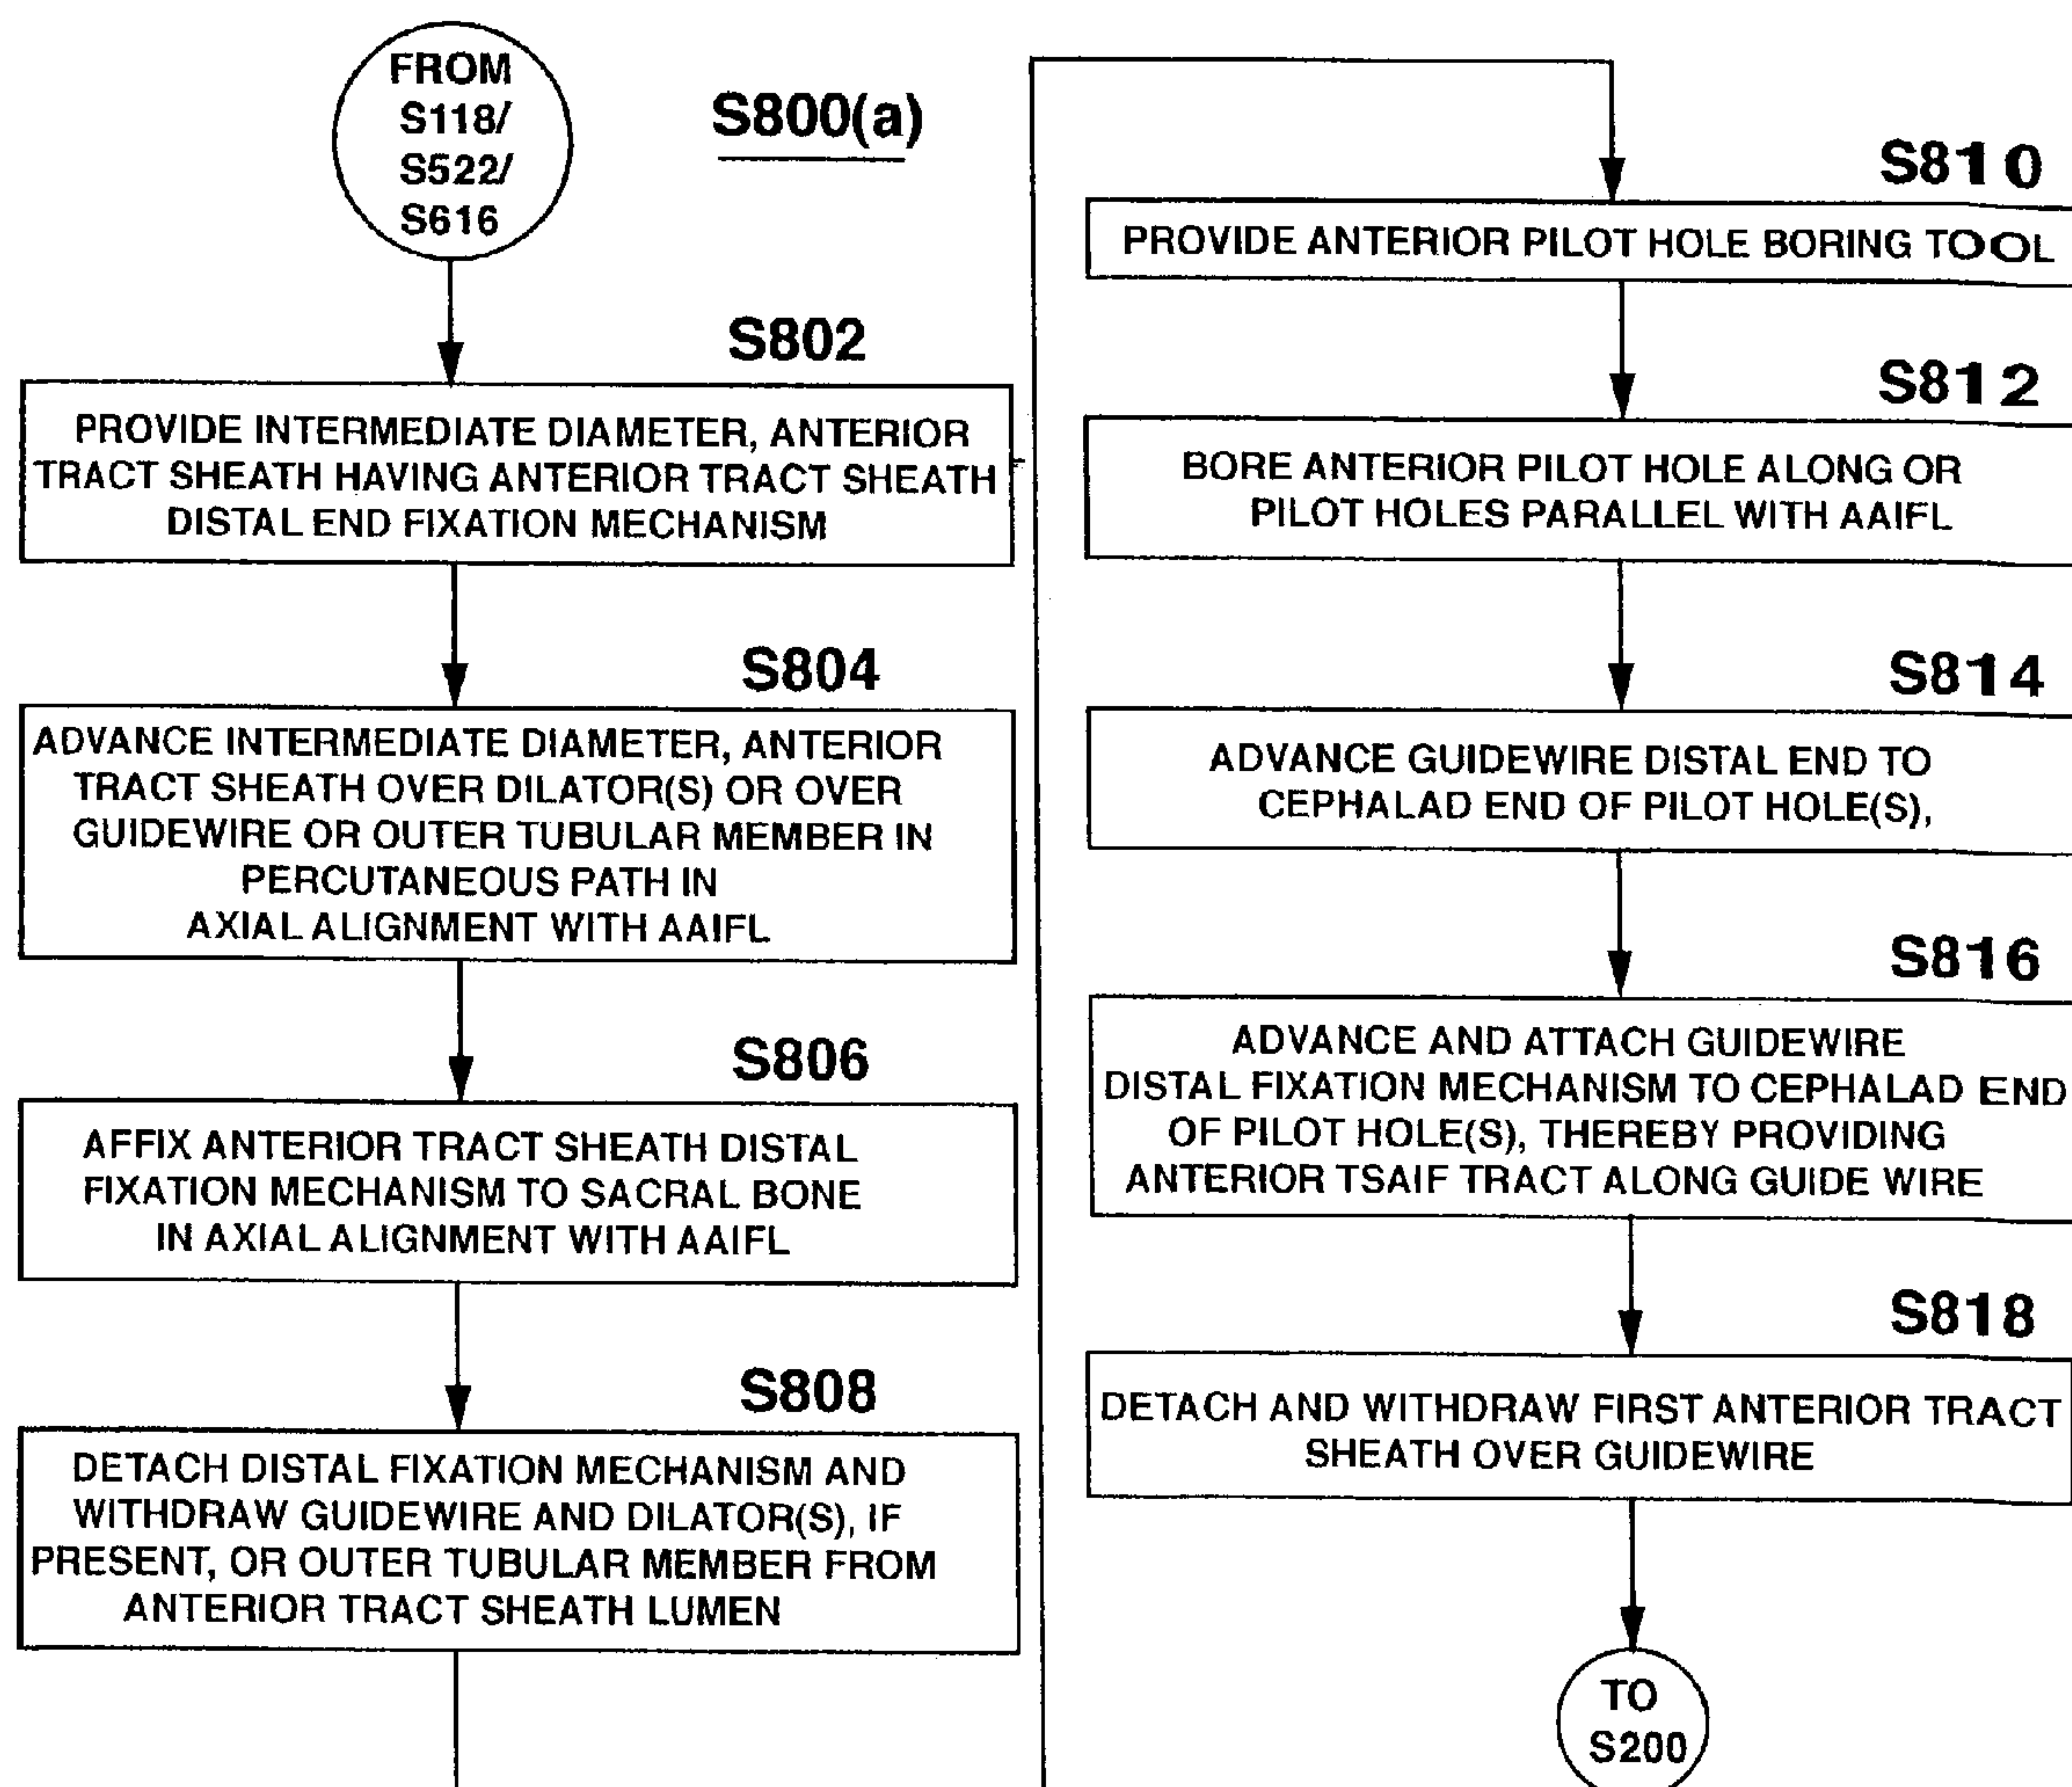 FROM
S118/
S522/
S616
S800(a)
S802
PROVIDE INTERMEDIATE DIAMETER, ANTERIOR
TRACT SHEATH HAVING ANTERIOR TRACT SHEATH
DISTAL END FIXATION MECHANISM
S804
ADVANCE INTERMEDIATE DIAMETER, ANTERIOR
TRACT SHEATH OVER DILATOR(S) OR OVER
GUIDEWIRE OR OUTER TUBULAR MEMBER IN
PERCUTANEOUS PATH IN
AXIAL ALIGNMENT WITH AAIFL
S806
AFFIX ANTERIOR TRACT SHEATH DISTAL
FIXATION MECHANISM TO SACRAL BONE
IN AXIAL ALIGNMENT WITH AAIFL
S808
DETACH DISTAL FIXATION MECHANISM AND
WITHDRAW GUIDEWIRE AND DILATOR(S), IF
PRESENT, OR OUTER TUBULAR MEMBER FROM
ANTERIOR TRACT SHEATH LUMEN
S810
PROVIDE ANTERIOR PILOT HOLE BORING TOOL
S812
BORE ANTERIOR PILOT HOLE ALONG OR
PILOT HOLES PARALLEL WITH AAIFL
S814
ADVANCE GUIDEWIRE DISTAL END TO
CEPHALAD END OF PILOT HOLE(S),
S816
ADVANCE AND ATTACH GUIDEWIRE
DISTAL FIXATION MECHANISM TO CEPHALAD END
OF PILOT HOLE(S), THEREBY PROVIDING
ANTERIOR TSAIF TRACT ALONG GUIDE WIRE
S818
DETACH AND WITHDRAW FIRST ANTERIOR TRACT
SHEATH OVER GUIDEWIRE
TO
S200